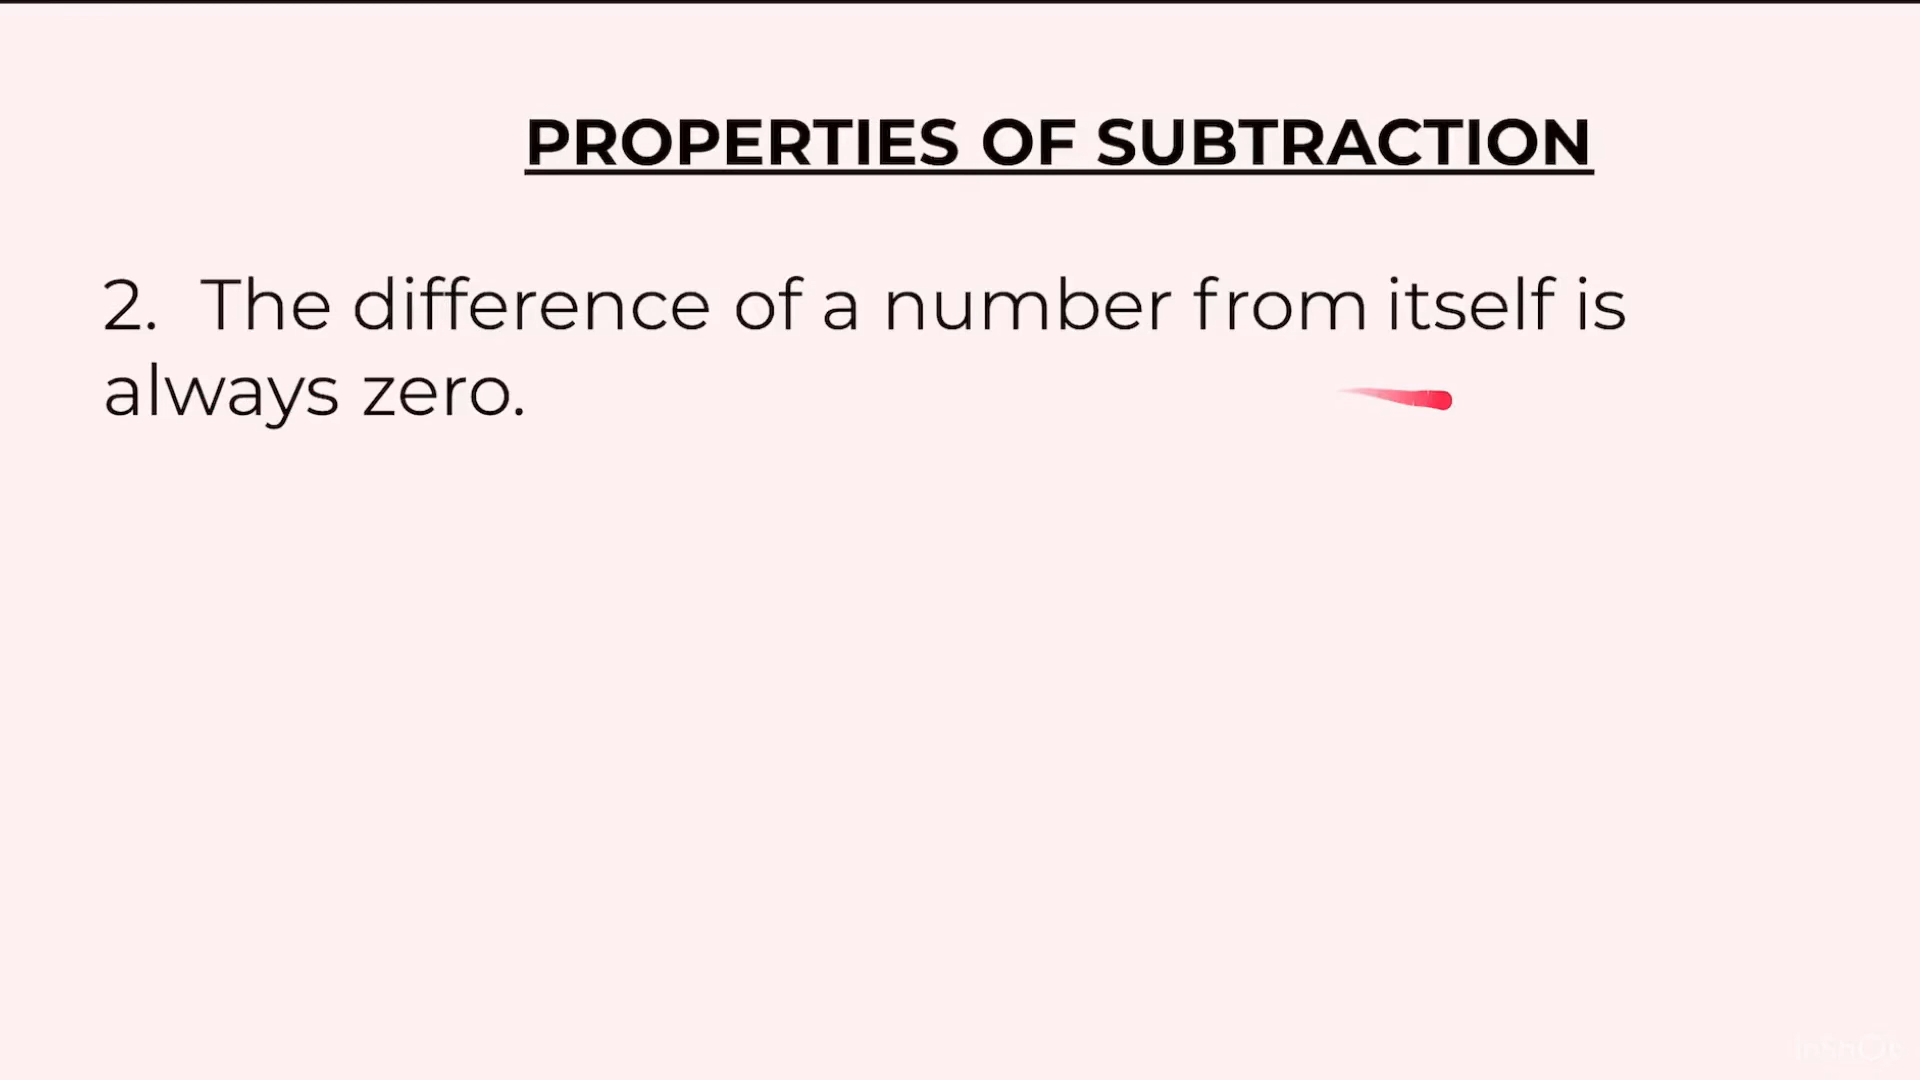 PROPERTIES OF SUBTRACTION
2. The difference of a number from itself is
always zero.